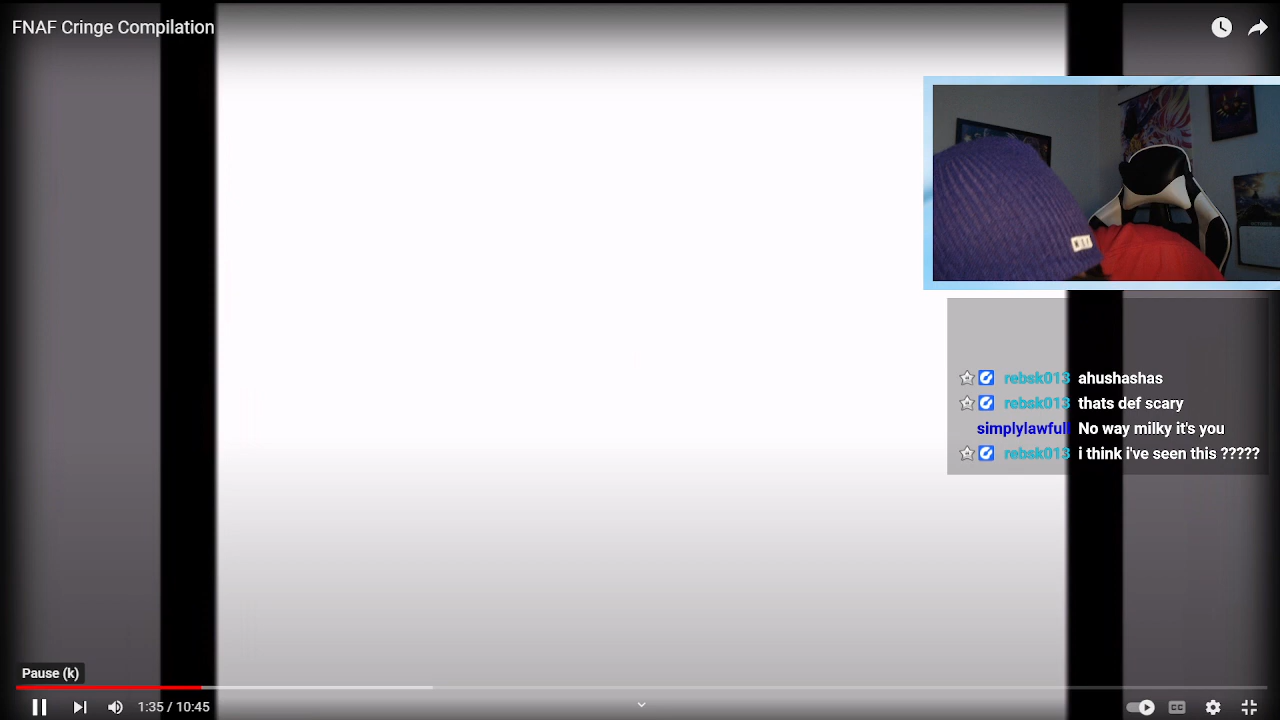 FNAF Cringe Compilation
rebsk013 ahushashas
rebsk013 thats def scary
simplylawfull No way milky it's you
rebsk013 i think i've seen this ?????
Pause (k)
1:35 / 10:45
CC